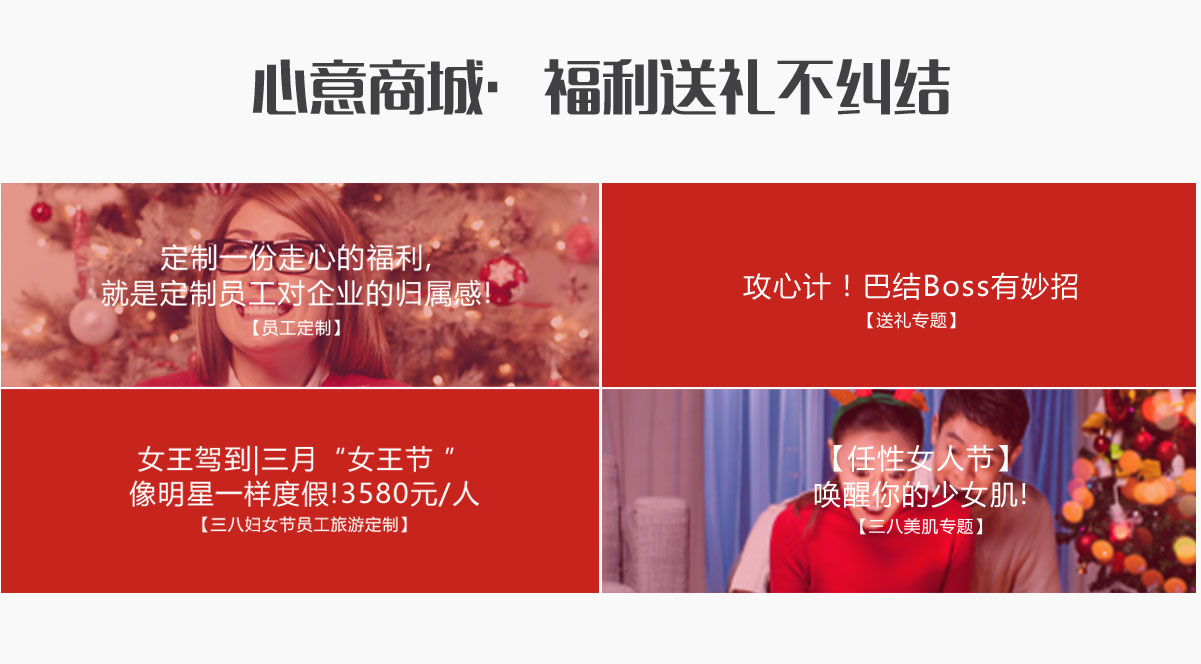 心意商城·福利送礼不纠结
定制一份走心的福利,
就是定制员工对企业的归属感!
【员工定制】
攻心计！巴结Boss有妙招
【送礼专题】
女王驾到|三月“女王节 ”
像明星一样度假!3580元/人
【三八妇女节员工旅游定制】
【任性女人节】
唤醒你的少女肌!
【三八美肌专题】